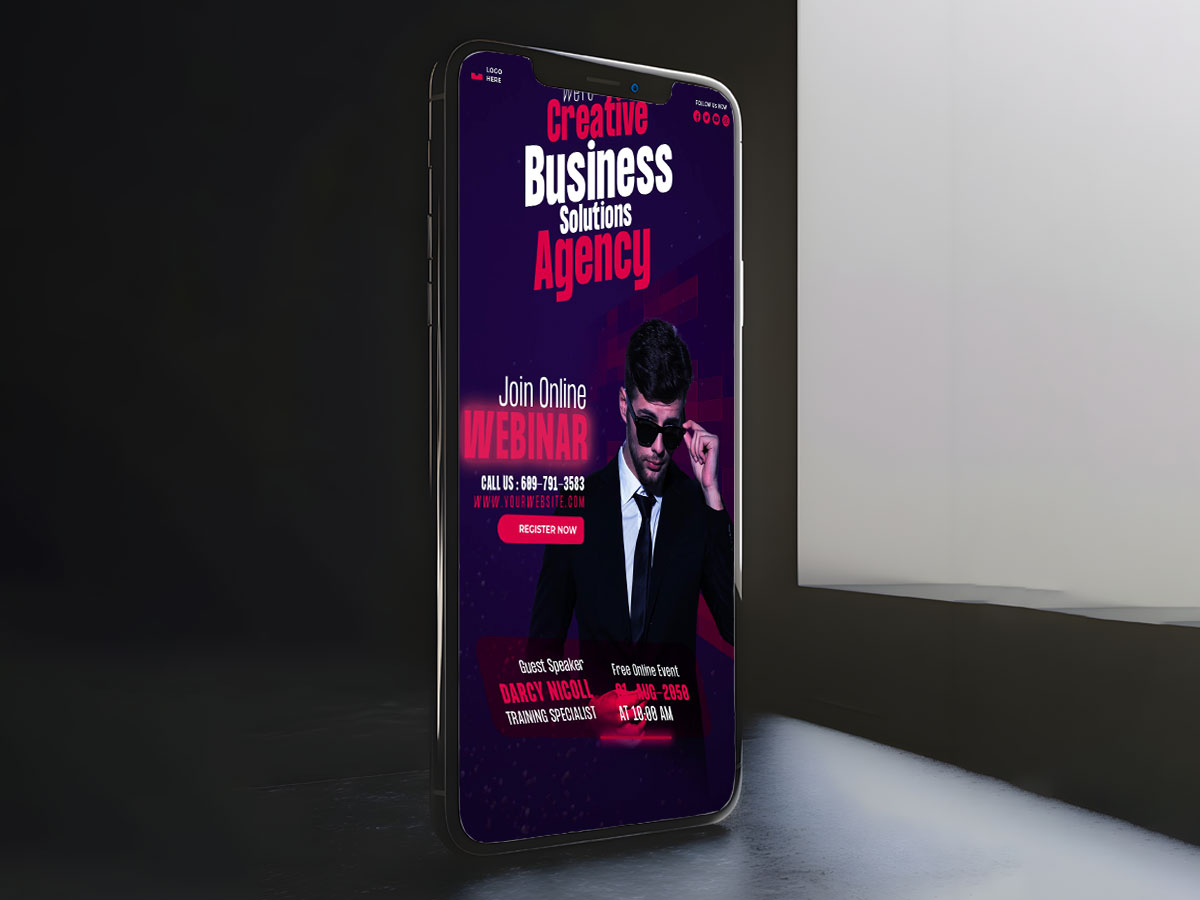 LOGO
HERE
FOLLOW US NOW
Creative
Business
Solutions
Agency
Join Online
WEBINAR
CALL US : 609-791-3583
WWW.YOURWEBSITE.COM
REGISTER NOW
Guest Speaker
DARCY NICOLL
TRAINING SPECIALIST
Free Online Event
01-AUG-2050
AT 10:00 AM